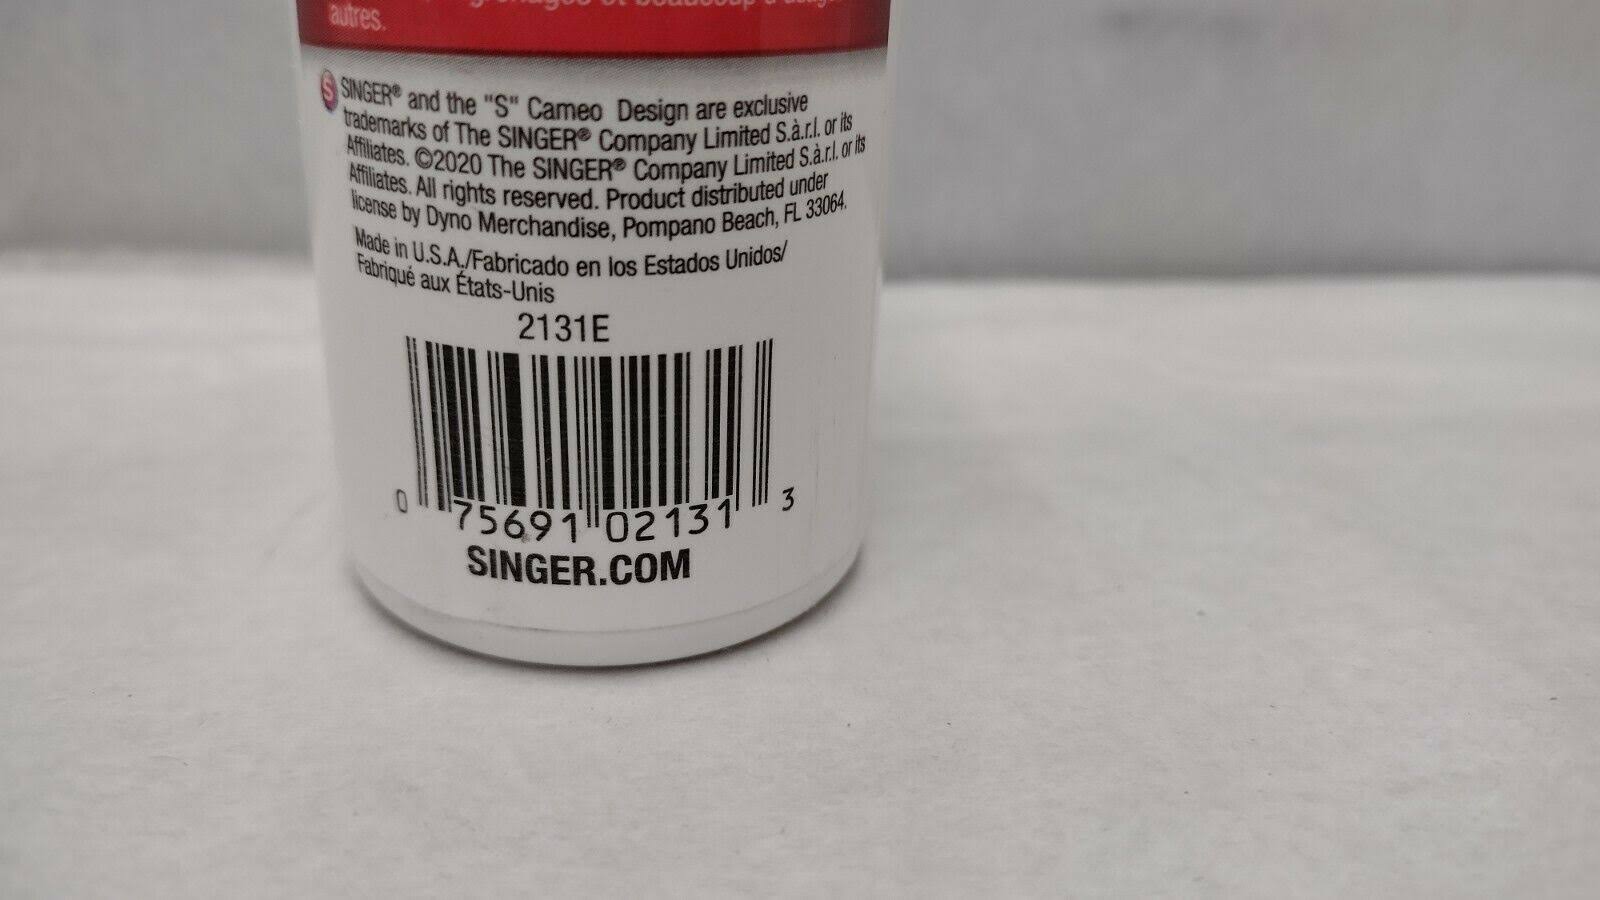 grenages et beaucoup d'
autres.
S SINGER® and the "S" Cameo Design are exclusive
trademarks of The SINGER® Company Limited S.à.r.l. or its
Affiliates. ©2020 The SINGER® Company Limited S.à.r.l. or its
Affiliates. All rights reserved. Product distributed under
license by Dyno Merchandise, Pompano Beach, FL 33064.
Made in U.S.A./Fabricado en los Estados Unidos/
Fabriqué aux États-Unis
2131E
0 75691 02131 3
SINGER.COM